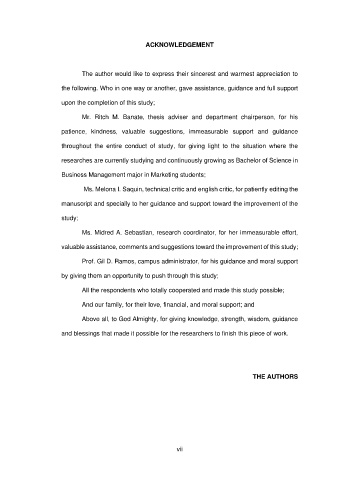 ACKNOWLEDGEMENT
The author would like to express their sincerest and warmest appreciation to
the following. Who in one way or another, gave assistance, guidance and full support
upon the completion of this study;
Mr. Ritch M. Banate, thesis adviser and department chairperson, for his
patience, kindness, valuable suggestions, immeasurable support and guidance
throughout the entire conduct of study, for giving light to the situation where the
researches are currently studying and continuously growing as Bachelor of Science in
Business Management major in Marketing students;
Ms. Melona I. Saquin, technical critic and english critic, for patiently editing the
manuscript and specially to her guidance and support toward the improvement of the
study;
Ms. Midred A. Sebastian, research coordinator, for her immeasurable effort,
valuable assistance, comments and suggestions toward the improvement of this study;
Prof. Gil D. Ramos, campus administrator, for his guidance and moral support
by giving them an opportunity to push through this study;
All the respondents who totally cooperated and made this study possible;
And our family, for their love, financial, and moral support; and
Above all, to God Almighty, for giving knowledge, strength, wisdom, guidance
and blessings that made it possible for the researchers to finish this piece of work.
THE AUTHORS
vii